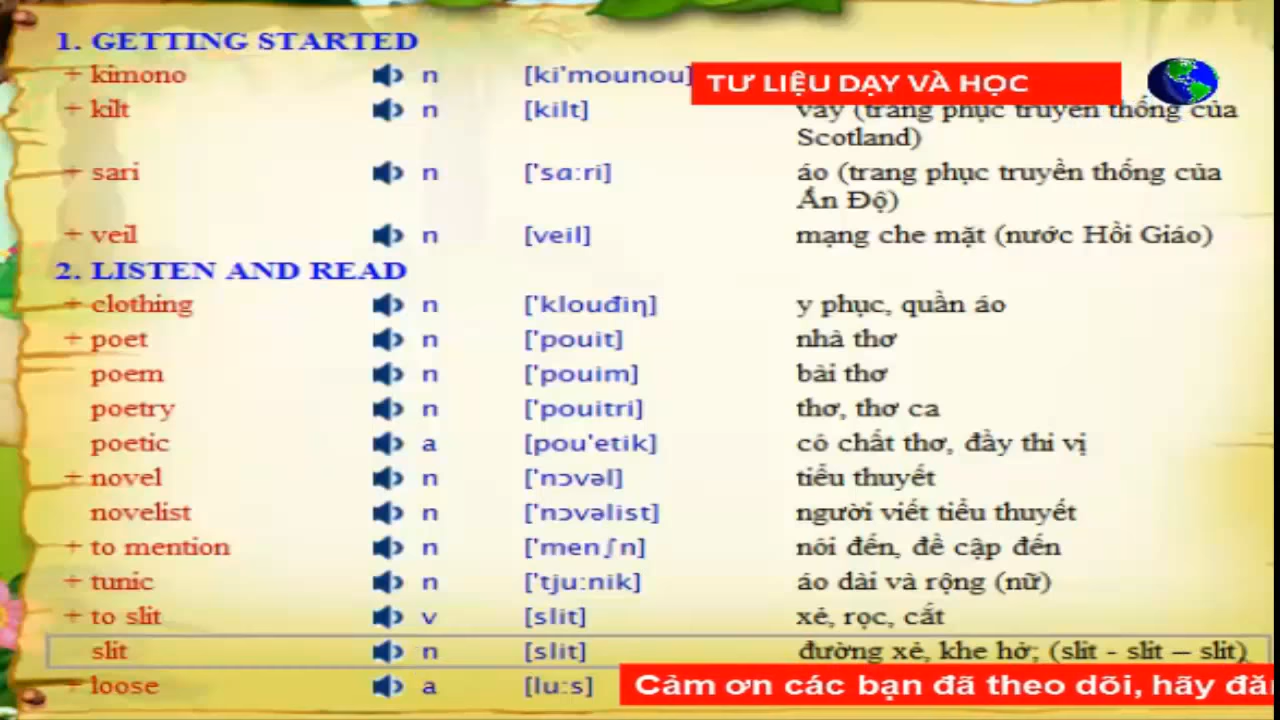 1. GETTING STARTED
+ kimono n [ki'mounou] TƯ LIỆU DẠY VÀ HỌC
+ kilt n [kilt] váy (trang phục truyền thống của
Scotland)
+ sari n ['sɑ:ri] áo (trang phục truyền thống của
Ấn Độ)
+ veil n [veil] mạng che mặt (nước Hồi Giáo)
2. LISTEN AND READ
+ clothing n ['klouđiη] y phục, quần áo
+ poet n ['pouit] nhà thơ
poem n ['pouim] bài thơ
poetry n ['pouitri] thơ, thơ ca
poetic a [pou'etik] có chất thơ, đầy thi vị
+ novel n ['nɔvəl] tiểu thuyết
novelist n ['nɔvəlist] người viết tiểu thuyết
+ to mention n ['men∫n] nói đến, đề cập đến
+ tunic n ['tju:nik] áo dài và rộng (nữ)
+ to slit v [slit] xẻ, rọc, cắt
slit n [slit] đường xẻ, khe hở; (slit - slit – slit)
+ loose a [lu:s] Cảm ơn các bạn đã theo dõi, hãy